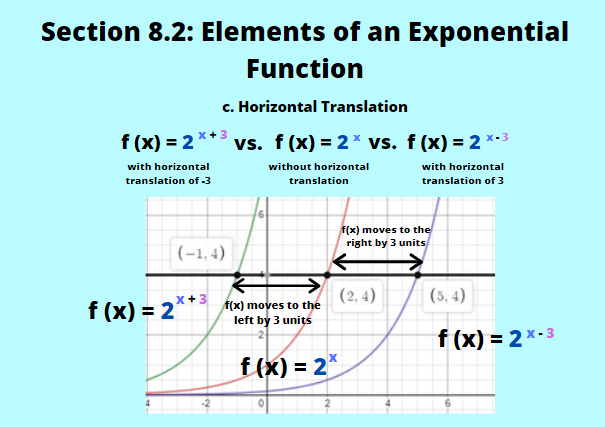 Section 8.2: Elements of an Exponential
Function
c. Horizontal Translation
f (x) = 2 x + 3 vs. f (x) = 2 x vs. f (x) = 2 x - 3
with horizontal
translation of -3
without horizontal
translation
with horizontal
translation of 3
6
f(x) moves to the
right by 3 units
(-1, 4)
4
f (x) = 2 x + 3
f(x) moves to the
left by 3 units
(2, 4)
(5, 4)
2
f (x) = 2 x - 3
f (x) = 2 x
4 -2 0 2 4 6